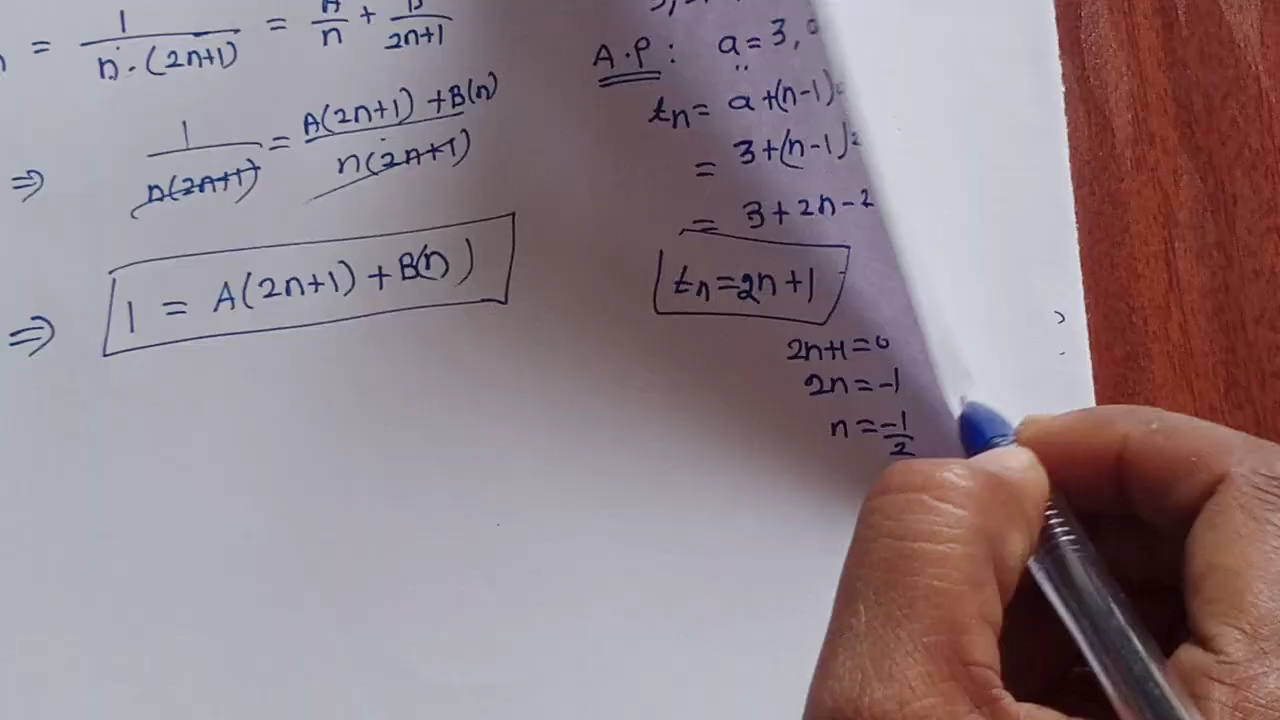 = 1/(n·(2n+1)) = A/n + B/(2n+1)
⇒ 1/(n(2n+1)) = (A(2n+1) + B(n))/(n(2n+1))
⇒ 1 = A(2n+1) + B(n)
A.P : a = 3,
tn = a + (n-1)
= 3 + (n-1)2
= 3 + 2n - 2
tn = 2n + 1
2n+1 = 0
2n = -1
n = -1/2